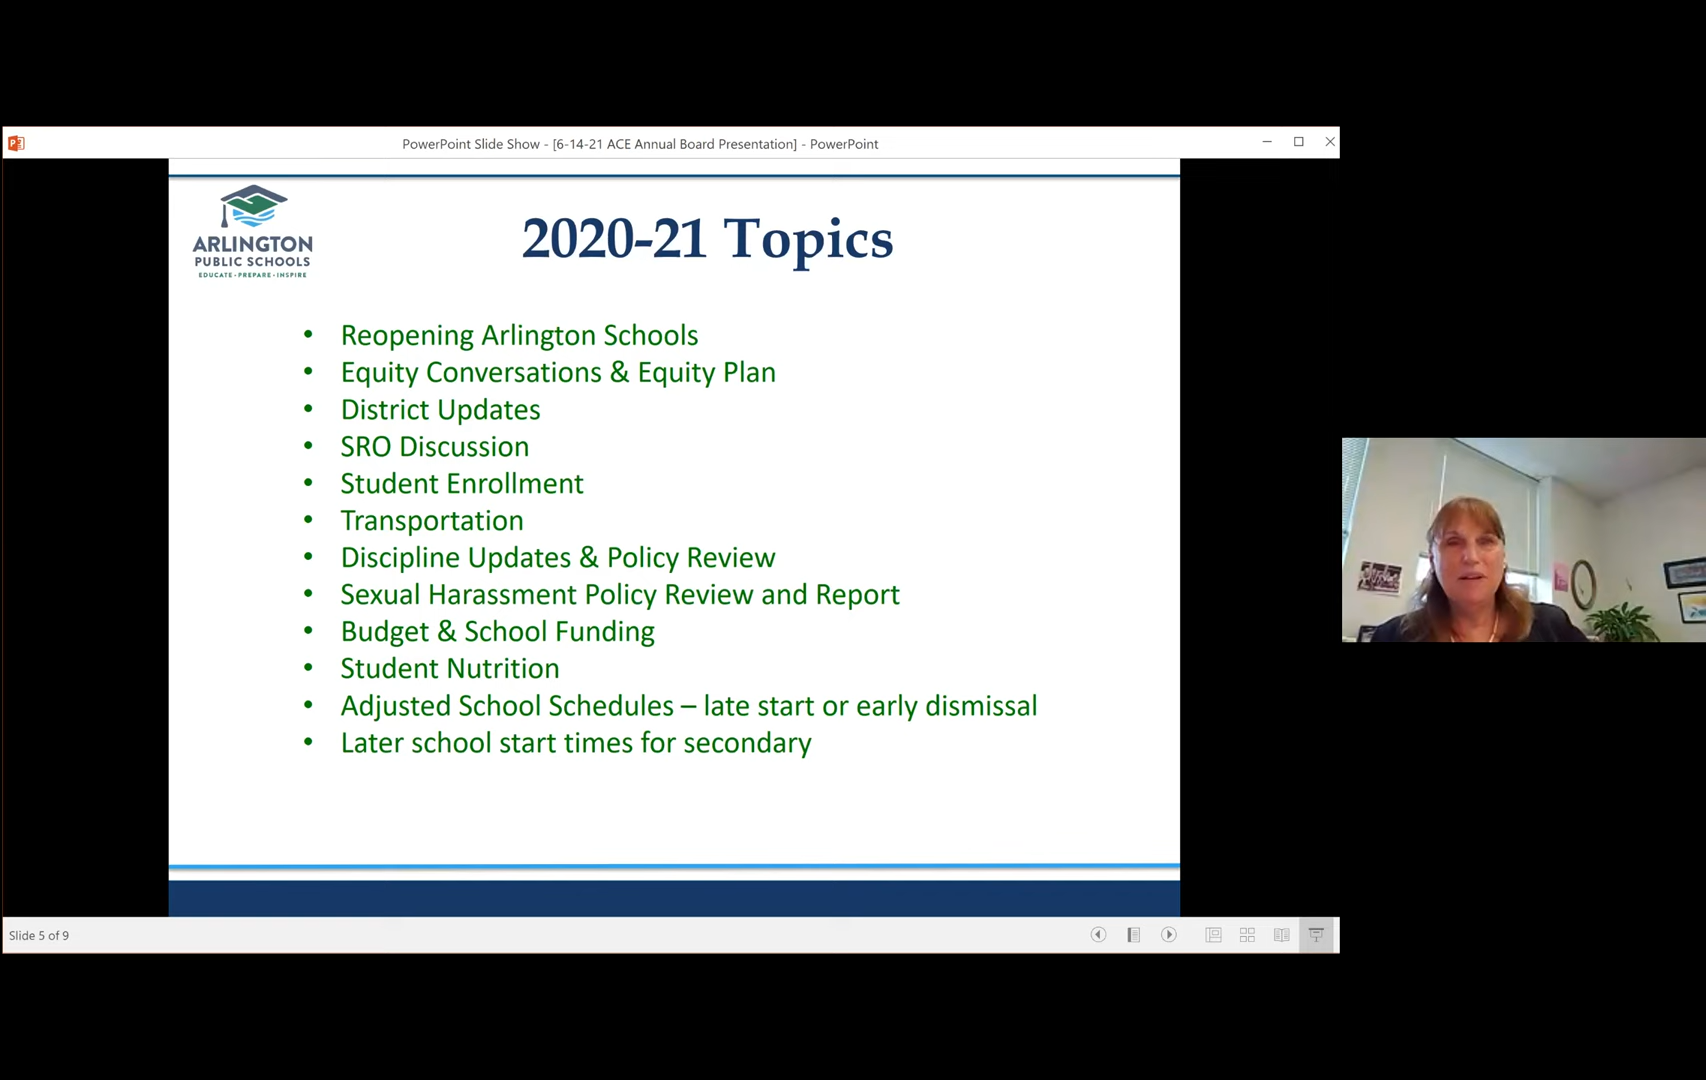 PowerPoint Slide Show - [6-14-21 ACE Annual Board Presentation] - PowerPoint
ARLINGTON
PUBLIC SCHOOLS
EDUCATE • PREPARE • INSPIRE
2020-21 Topics
• Reopening Arlington Schools
• Equity Conversations & Equity Plan
• District Updates
• SRO Discussion
• Student Enrollment
• Transportation
• Discipline Updates & Policy Review
• Sexual Harassment Policy Review and Report
• Budget & School Funding
• Student Nutrition
• Adjusted School Schedules – late start or early dismissal
• Later school start times for secondary
Slide 5 of 9